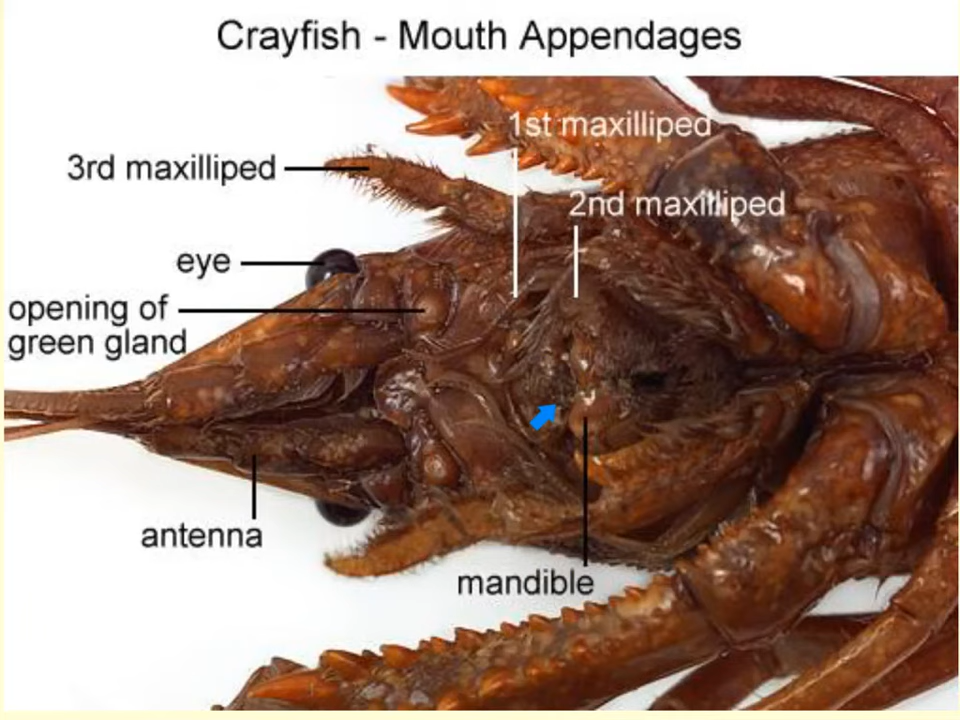 Crayfish - Mouth Appendages
1st maxilliped
3rd maxilliped
2nd maxilliped
eye
opening of
green gland
antenna
mandible